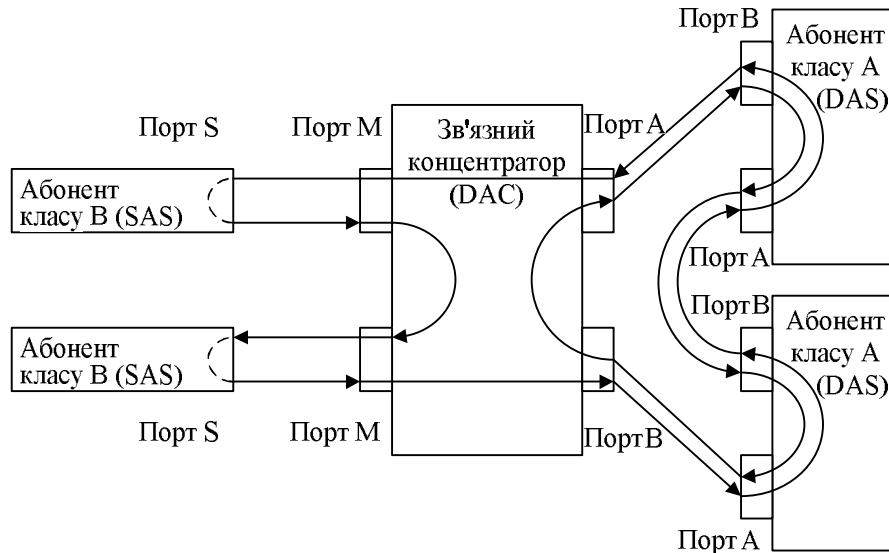 Порт B
Абонент
класу A
(DAS)
Порт S
Порт M
Зв'язний
концентратор
(DAC)
Порт A
Абонент
класу B (SAS)
Порт A
Порт B
Абонент
класу A
(DAS)
Абонент
класу B (SAS)
Порт S
Порт M
Порт B
Порт A